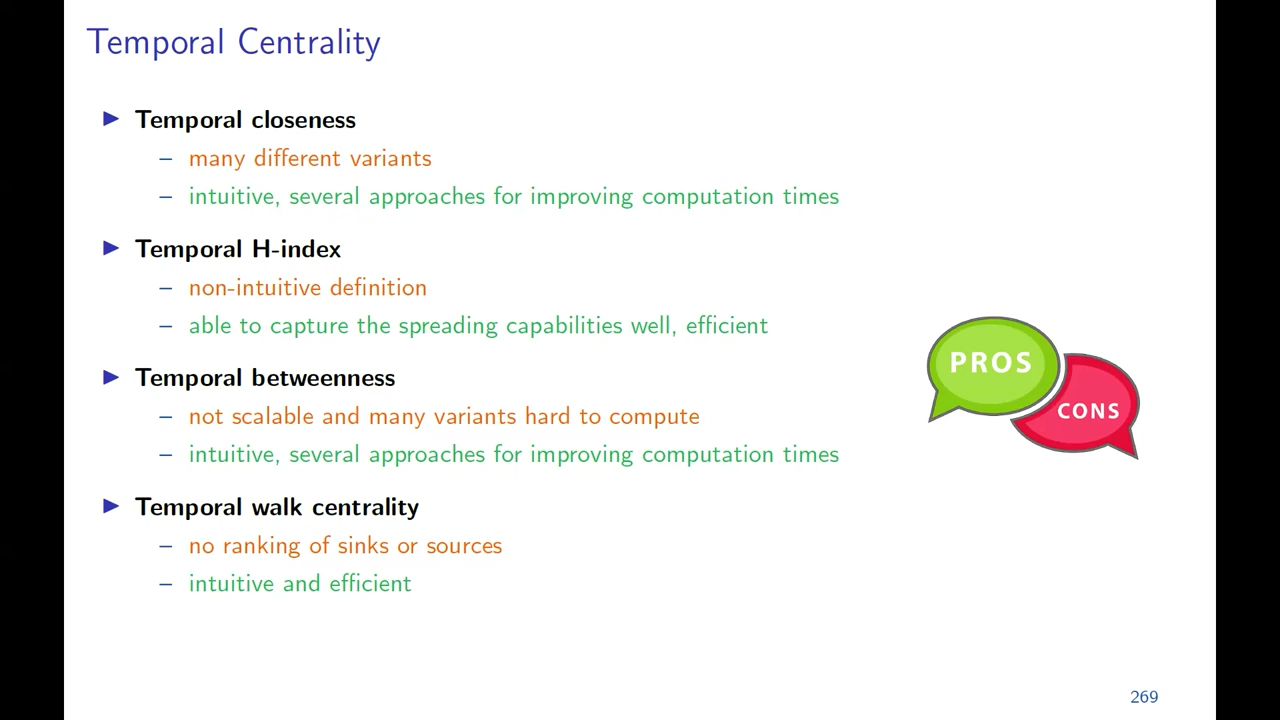 Temporal Centrality
▶ Temporal closeness
– many different variants
– intuitive, several approaches for improving computation times
▶ Temporal H-index
– non-intuitive definition
– able to capture the spreading capabilities well, efficient
▶ Temporal betweenness
– not scalable and many variants hard to compute
– intuitive, several approaches for improving computation times
▶ Temporal walk centrality
– no ranking of sinks or sources
– intuitive and efficient
PROS
CONS
269